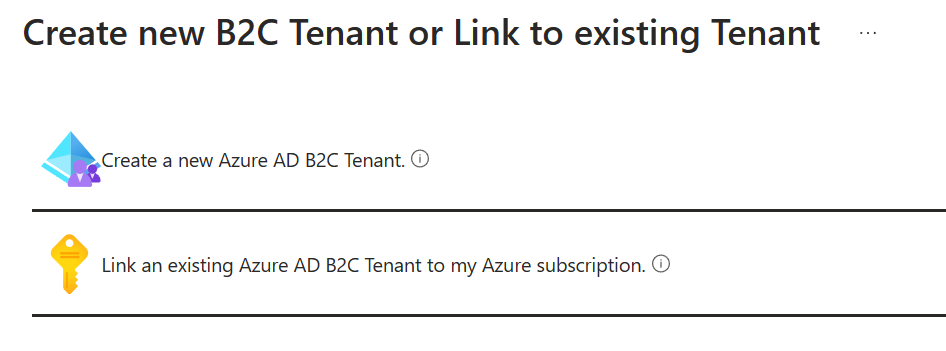 Create new B2C Tenant or Link to existing Tenant ...
Create a new Azure AD B2C Tenant.
Link an existing Azure AD B2C Tenant to my Azure subscription.